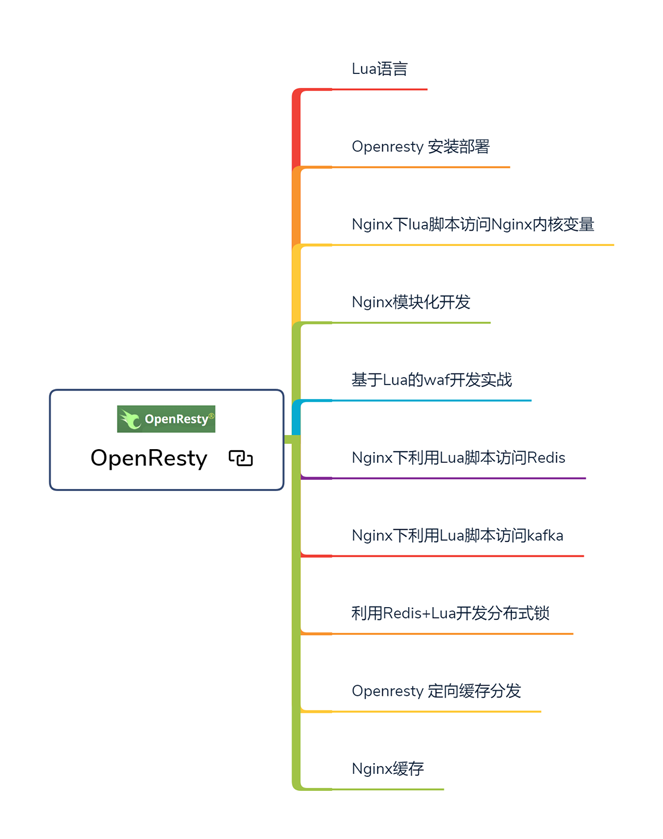 Lua语言
Openresty 安装部署
Nginx下lua脚本访问Nginx内核变量
Nginx模块化开发
基于Lua的waf开发实战
OpenResty®
OpenResty
Nginx下利用Lua脚本访问Redis
Nginx下利用Lua脚本访问kafka
利用Redis+Lua开发分布式锁
Openresty 定向缓存分发
Nginx缓存